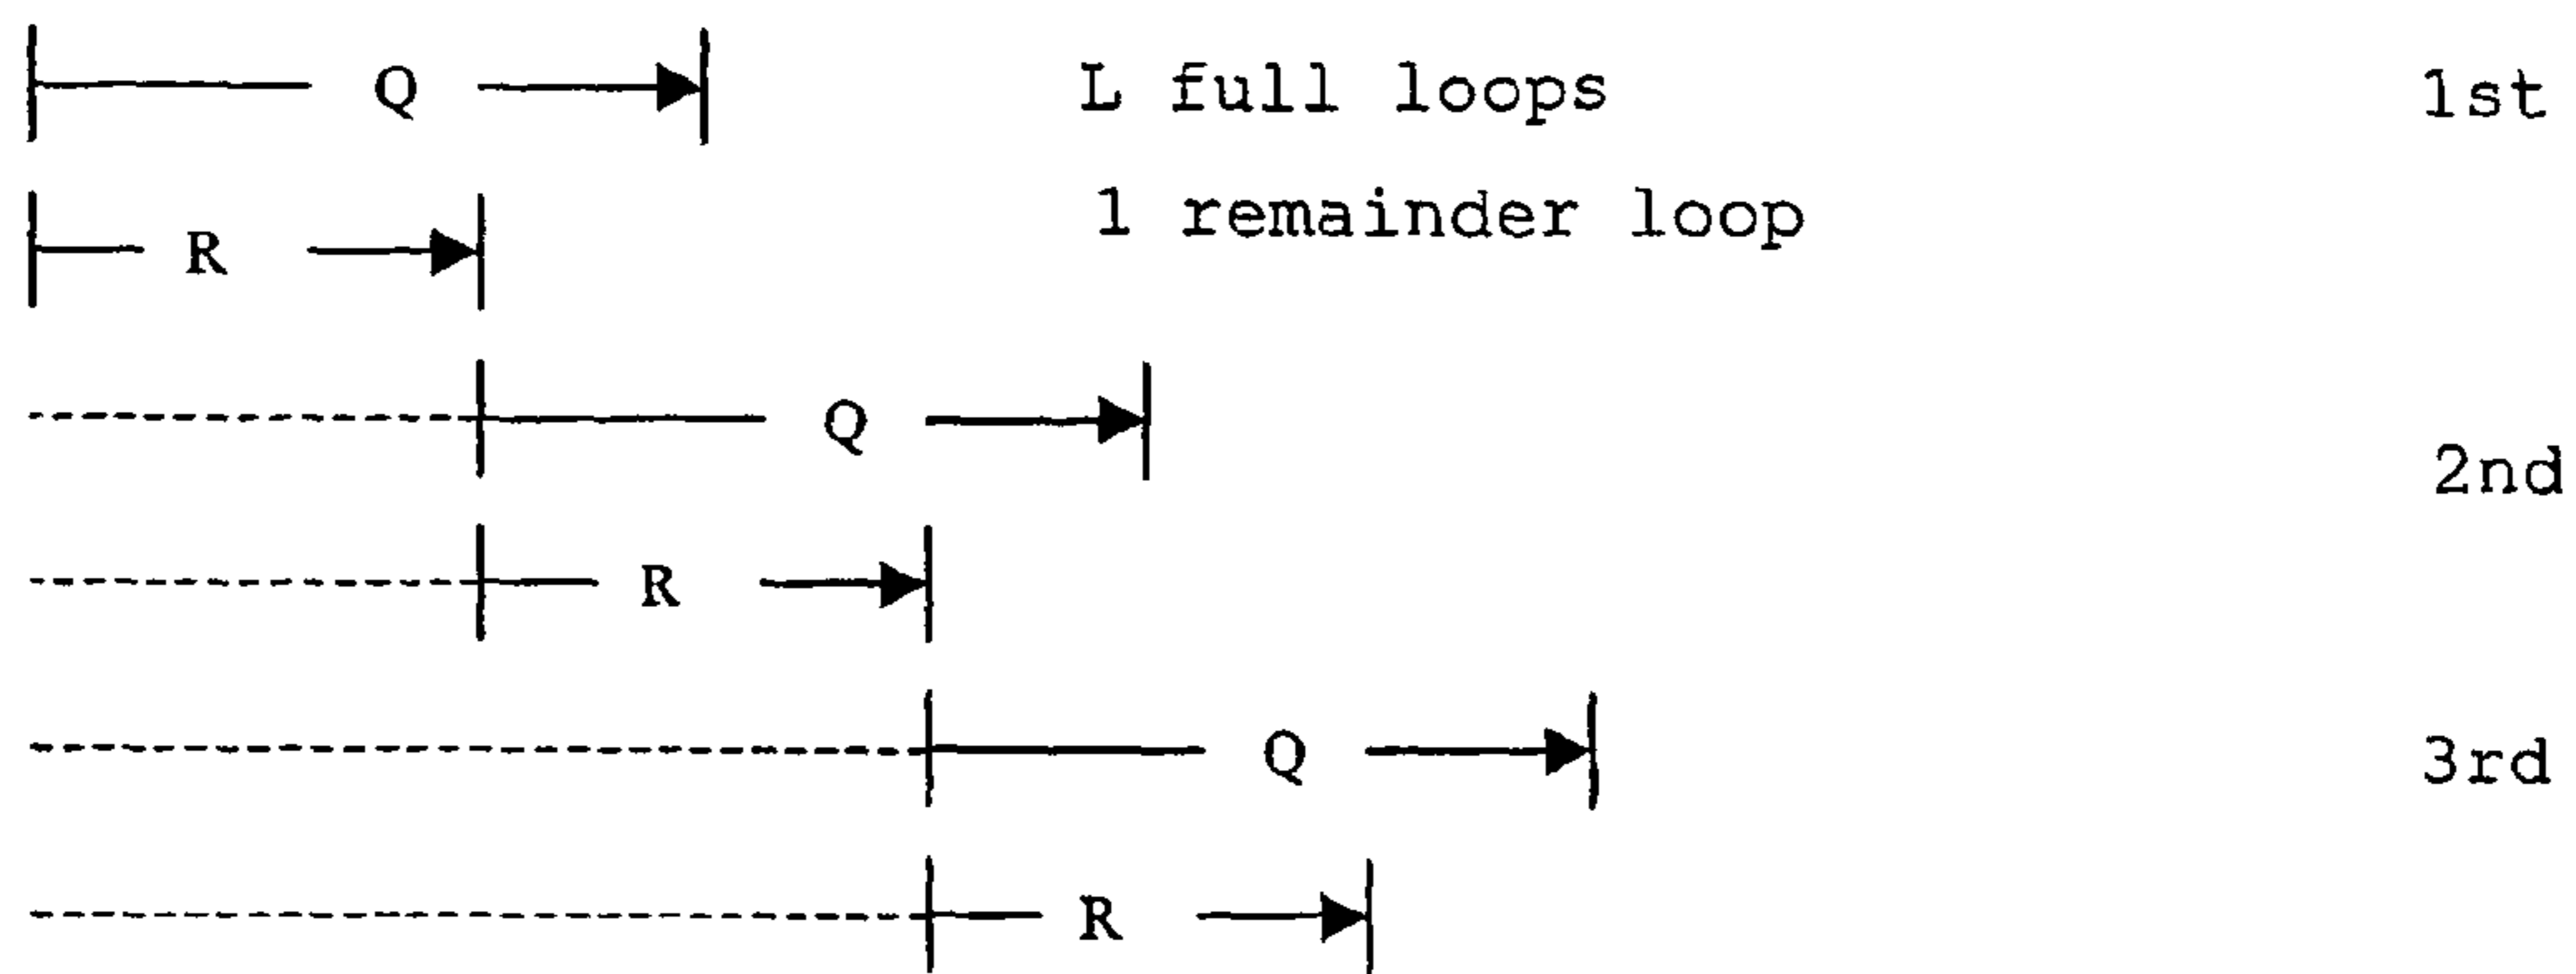 Q L full loops 1st
R 1 remainder loop
Q
2nd
R
Q
3rd
R